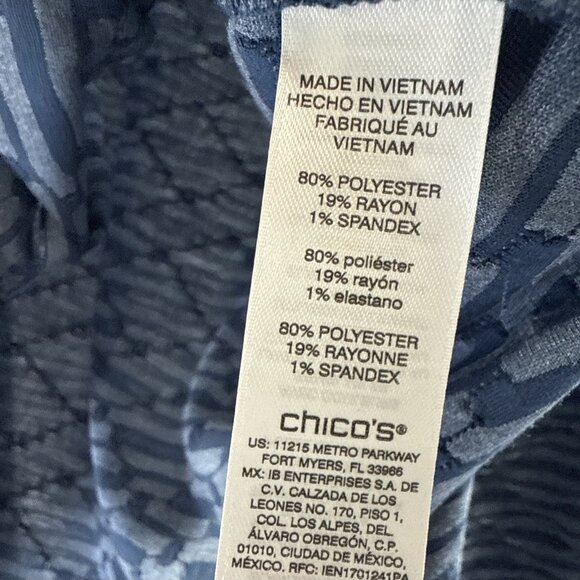 MADE IN VIETNAM
HECHO EN VIETNAM
FABRIQUÉ AU
VIETNAM
80% POLYESTER
19% RAYON
1% SPANDEX
80% poliéster
19% rayón
1% elastano
80% POLYESTER
19% RAYONNE
1% SPANDEX
chico's®
US: 11215 METRO PARKWAY
FORT MYERS, FL 33966
MX: IB ENTERPRISES S.A. DE
C.V. CALZADA DE LOS
LEONES NO. 170, PISO 1,
COL. LOS ALPES, DEL.
ÁLVARO OBREGÓN, C.P.
01010, CIUDAD DE MÉXICO,
MÉXICO. RFC: IEN1701241PA